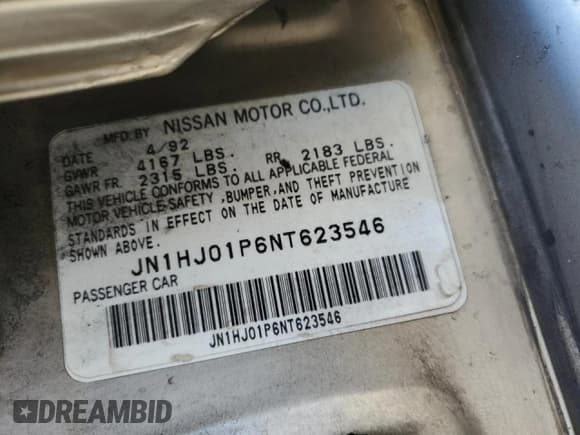 MFD BY NISSAN MOTOR CO.,LTD.
DATE 4/92
GVWR 4167 LBS.
GAWR FR. 2315 LBS. RR. 2183 LBS.
THIS VEHICLE CONFORMS TO ALL APPLICABLE FEDERAL
MOTOR VEHICLE SAFETY ,BUMPER,AND THEFT PREVENTION
STANDARDS IN EFFECT ON THE DATE OF MANUFACTURE
SHOWN ABOVE.
JN1HJ01P6NT623546
PASSENGER CAR
JN1HJ01P6NT623546
DREAMBID